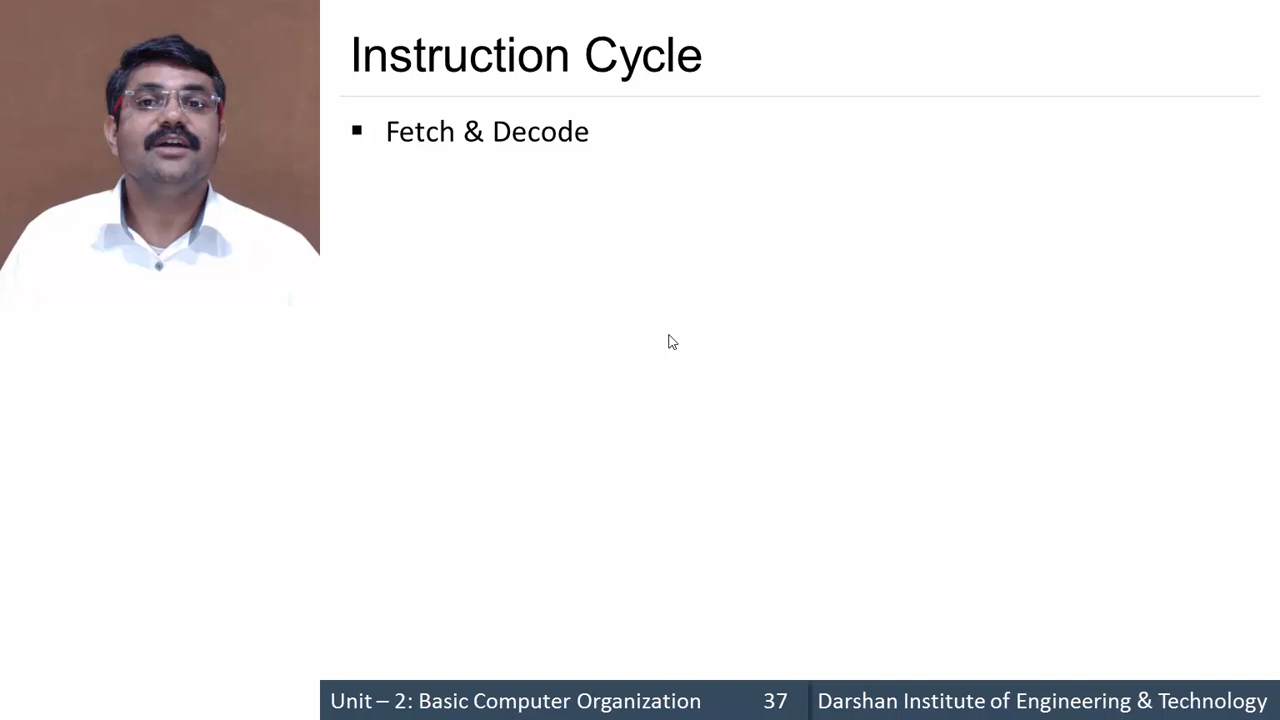 Instruction Cycle
▪ Fetch & Decode
Unit – 2: Basic Computer Organization 37 Darshan Institute of Engineering & Technology